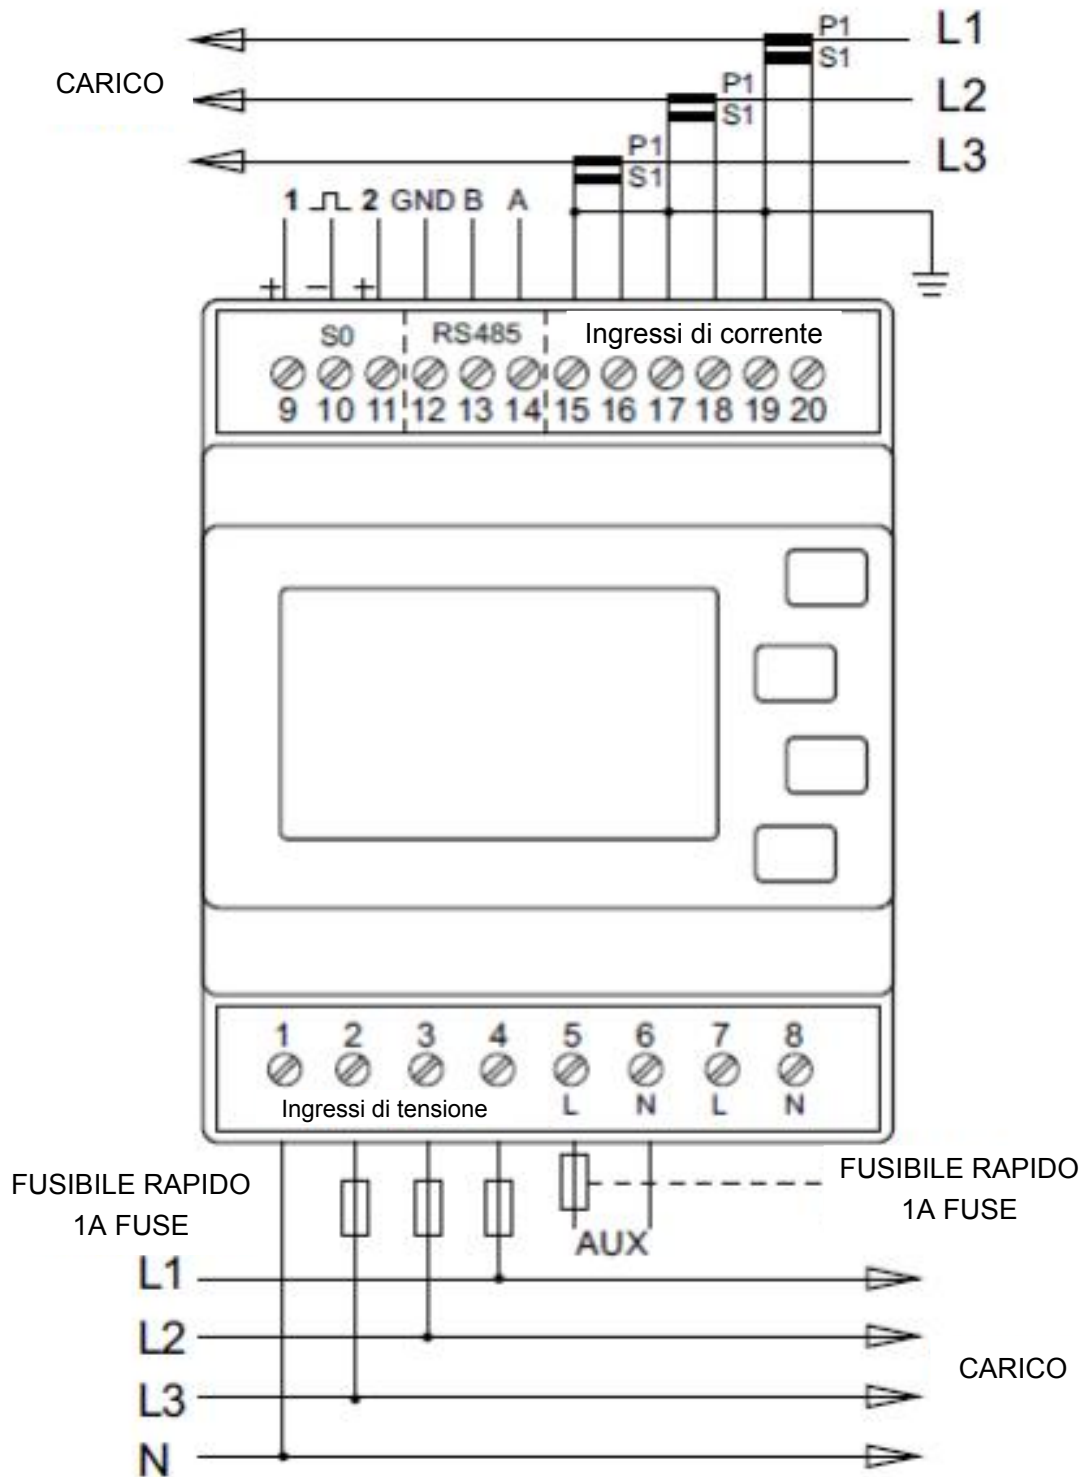 P1 L1
S1
CARICO
P1 L2
S1
P1 L3
S1
1 2 GND B A
+ − +
S0 RS485 Ingressi di corrente
9 10 11 12 13 14 15 16 17 18 19 20
1 2 3 4 5 6 7 8
Ingressi di tensione L N L N
FUSIBILE RAPIDO
1A FUSE
FUSIBILE RAPIDO
1A FUSE
AUX
L1
L2
CARICO
L3
N